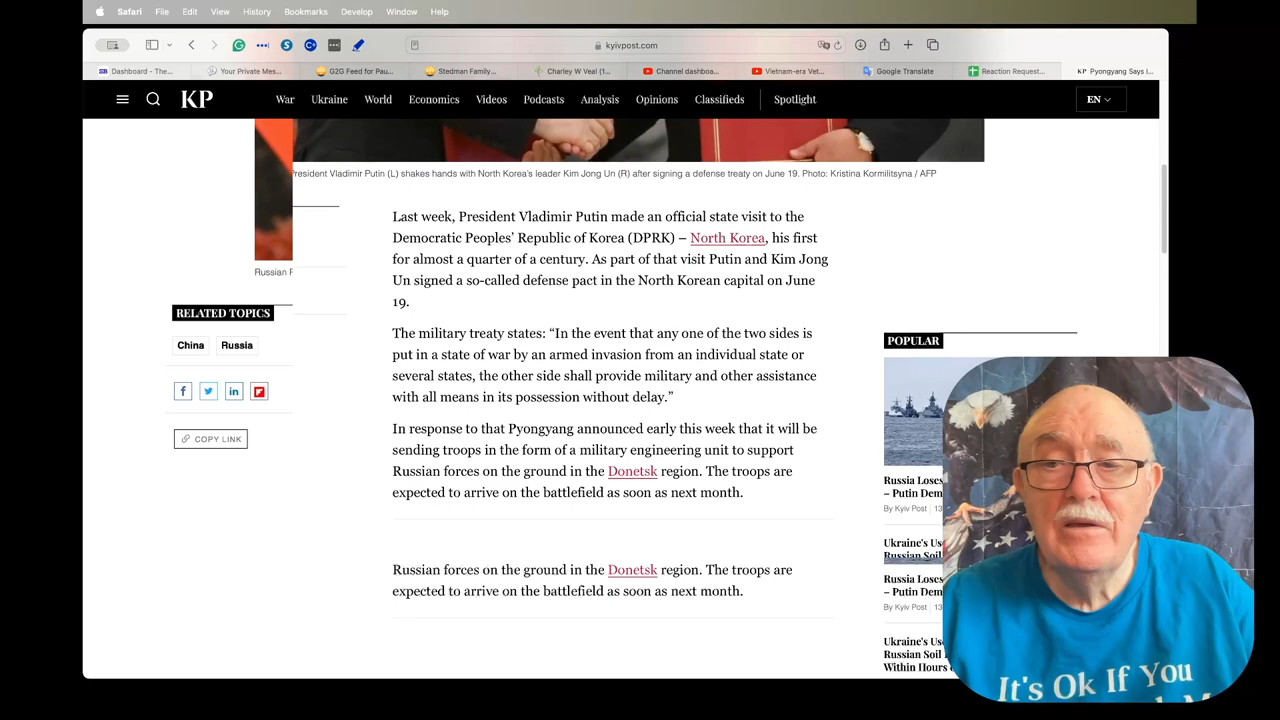 Safari File Edit View History Bookmarks Develop Window Help
kyivpost.com
Dashboard - The... Your Private Mes... G2G Feed for Pau... Stedman Family... Charley W Veal (1... Channel dashboa... Vietnam-era Vet... Google Translate Reaction Request... KP Pyongyang Says I...
KP War Ukraine World Economics Videos Podcasts Analysis Opinions Classifieds Spotlight EN
President Vladimir Putin (L) shakes hands with North Korea's leader Kim Jong Un (R) after signing a defense treaty on June 19. Photo: Kristina Kormilitsyna / AFP
Russian
RELATED TOPICS
China Russia
COPY LINK
Last week, President Vladimir Putin made an official state visit to the
Democratic Peoples' Republic of Korea (DPRK) – North Korea, his first
for almost a quarter of a century. As part of that visit Putin and Kim Jong
Un signed a so-called defense pact in the North Korean capital on June
19.
The military treaty states: “In the event that any one of the two sides is
put in a state of war by an armed invasion from an individual state or
several states, the other side shall provide military and other assistance
with all means in its possession without delay.”
In response to that Pyongyang announced early this week that it will be
sending troops in the form of a military engineering unit to support
Russian forces on the ground in the Donetsk region. The troops are
expected to arrive on the battlefield as soon as next month.
Russian forces on the ground in the Donetsk region. The troops are
expected to arrive on the battlefield as soon as next month.
POPULAR
Russia Loses
– Putin Dem
By Kyiv Post | 13
Ukraine's Us
Russian Soil
Russia Loses
– Putin Dem
By Kyiv Post | 13
Ukraine's Us
Russian Soil
Within Hours
It's Ok If You